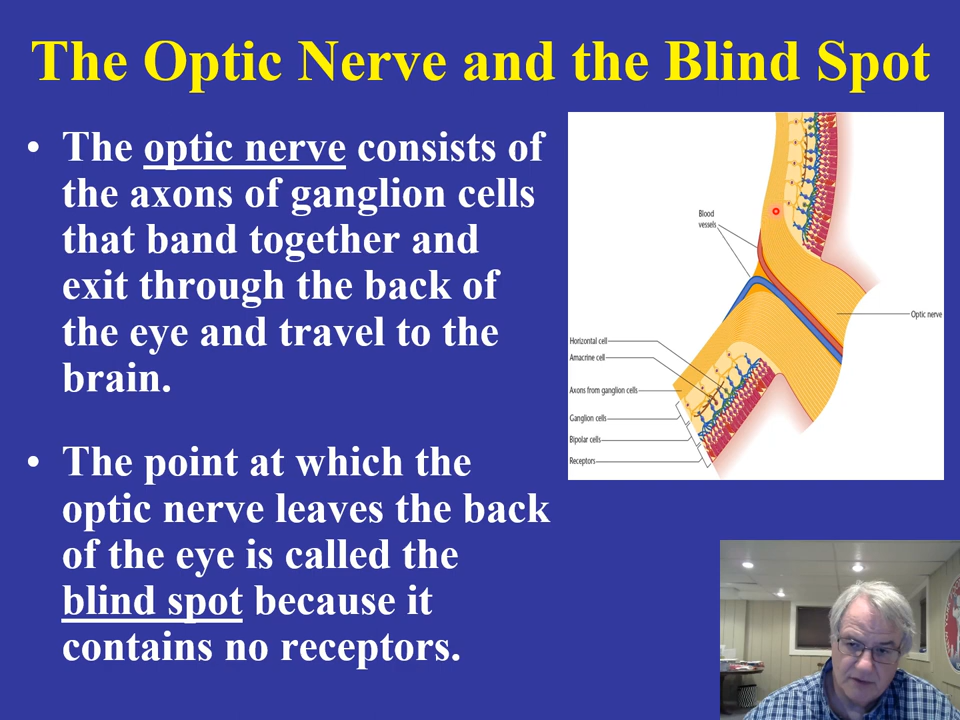 The Optic Nerve and the Blind Spot
• The optic nerve consists of
the axons of ganglion cells
that band together and
exit through the back of
the eye and travel to the
brain.
• The point at which the
optic nerve leaves the back
of the eye is called the
blind spot because it
contains no receptors.
Blood
vessels
Optic nerve
Horizontal cell
Amacrine cell
Axons from ganglion cells
Ganglion cells
Bipolar cells
Receptors